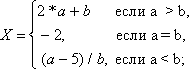 X = { 2 * a + b если a > b,
− 2, если a = b,
(a − 5) / b, если a < b;